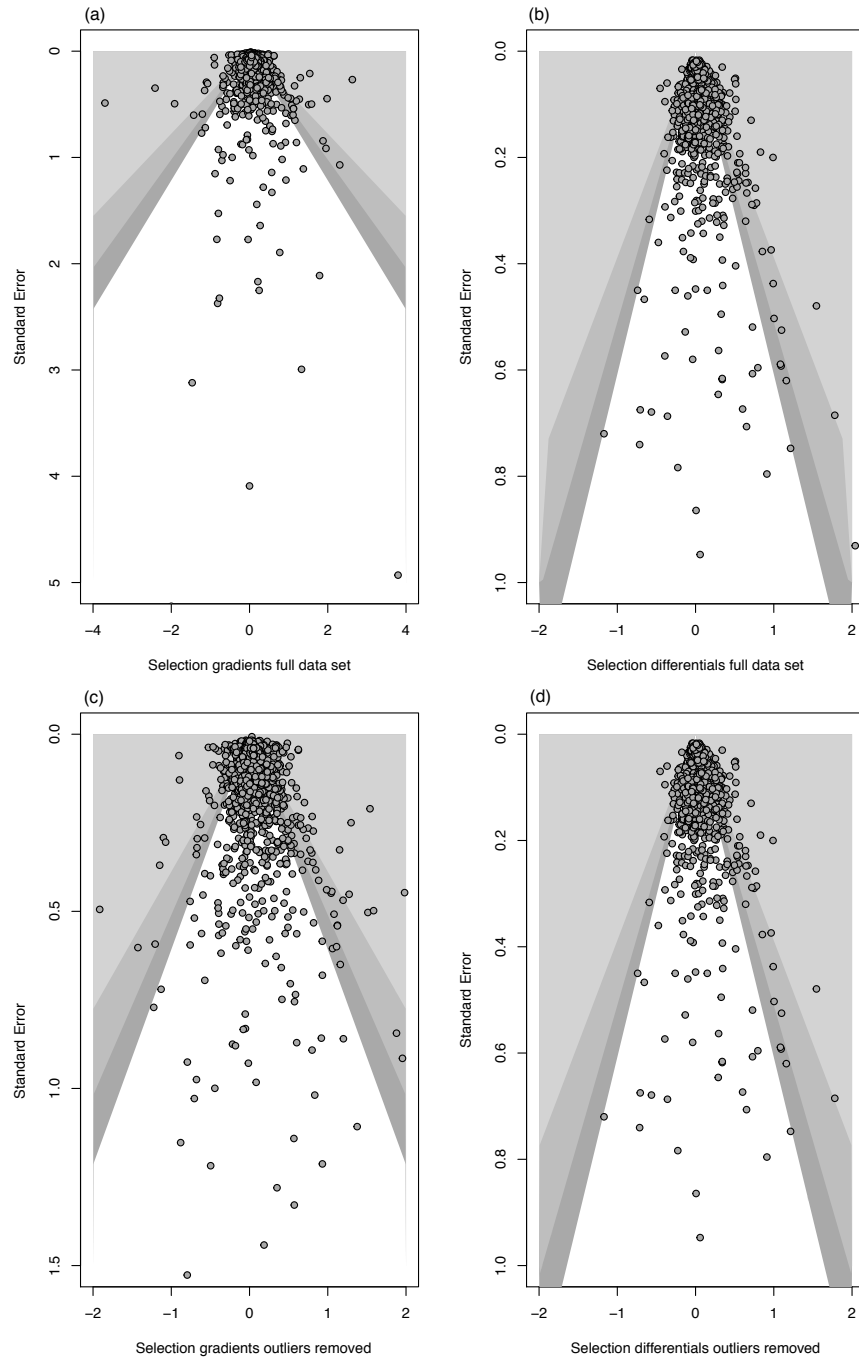 (a)
0
1
2
3
4
5
Standard Error
−4 −2 0 2 4
Selection gradients full data set
(b)
0.0
0.2
0.4
0.6
0.8
1.0
Standard Error
−2 −1 0 1 2
Selection differentials full data set
(c)
0.0
0.5
1.0
1.5
Standard Error
−2 −1 0 1 2
Selection gradients outliers removed
(d)
0.0
0.2
0.4
0.6
0.8
1.0
Standard Error
−2 −1 0 1 2
Selection differentials outliers removed